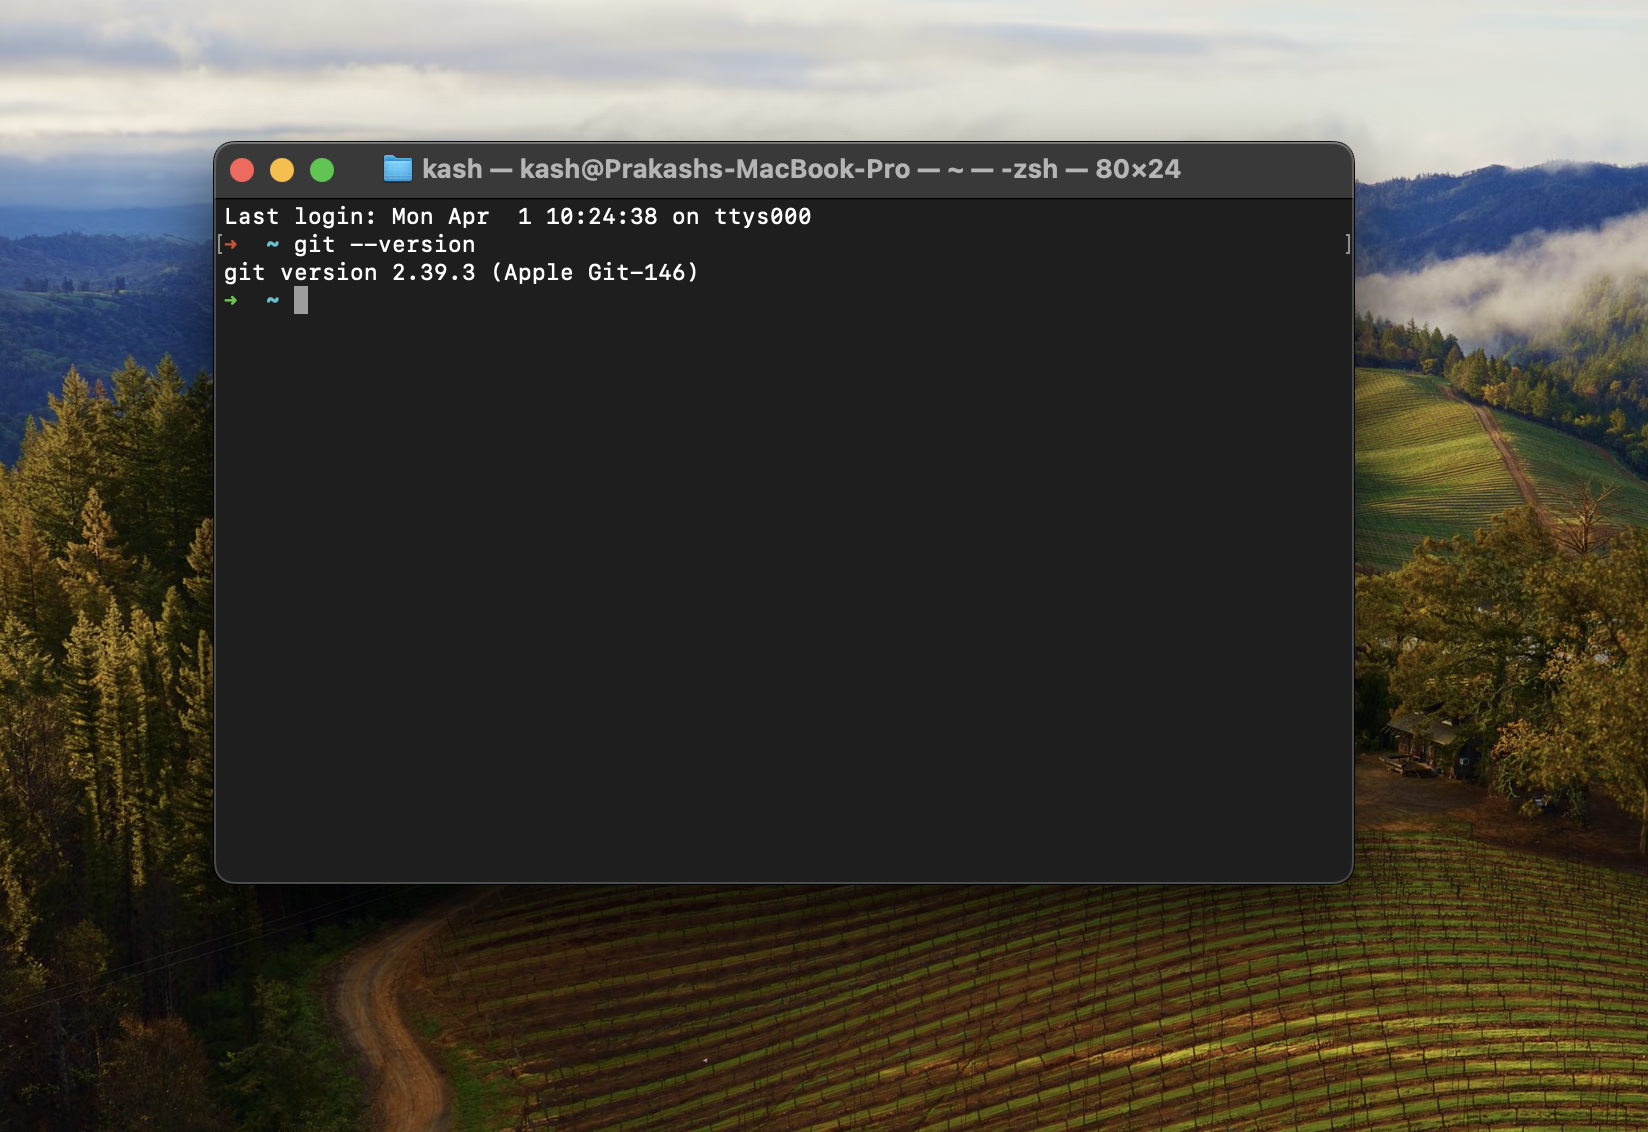 kash — kash@Prakashs-MacBook-Pro — ~ — -zsh — 80×24
Last login: Mon Apr  1 10:24:38 on ttys000
[➜  ~ git --version ]
git version 2.39.3 (Apple Git-146)
➜  ~